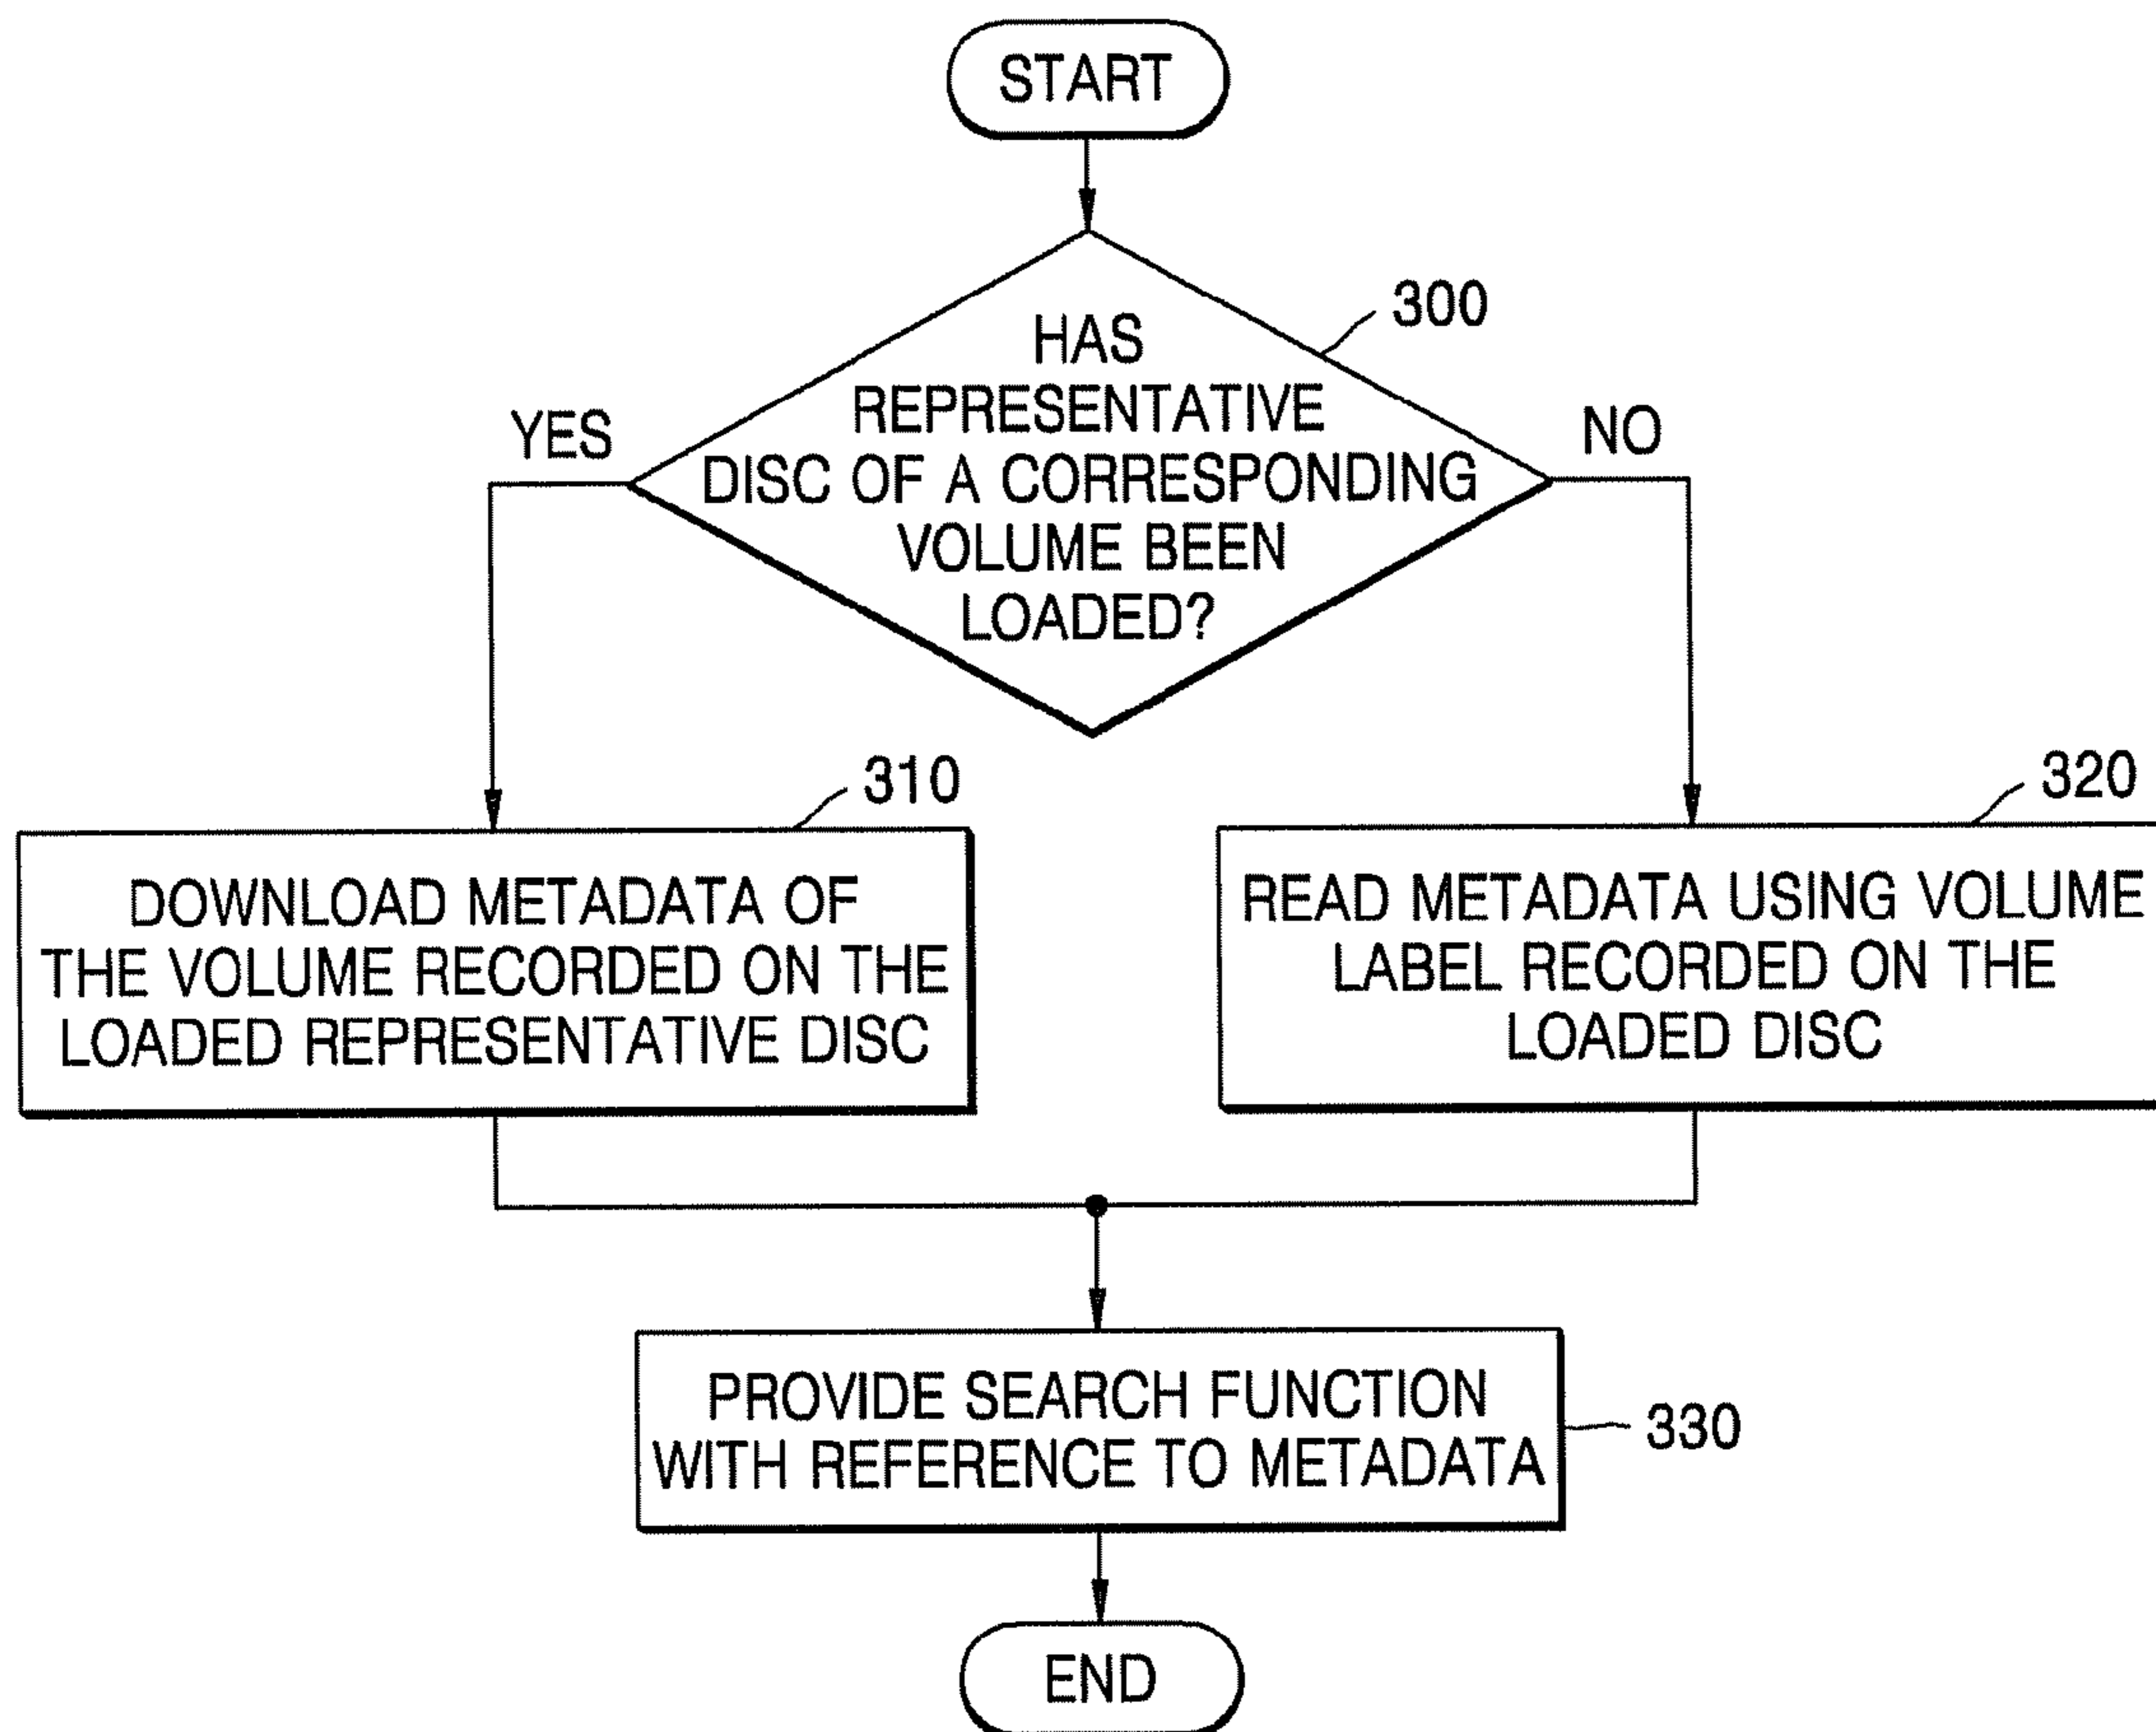 START
300
HAS
REPRESENTATIVE
DISC OF A CORRESPONDING
VOLUME BEEN
LOADED?
YES
NO
310
DOWNLOAD METADATA OF
THE VOLUME RECORDED ON THE
LOADED REPRESENTATIVE DISC
320
READ METADATA USING VOLUME
LABEL RECORDED ON THE
LOADED DISC
PROVIDE SEARCH FUNCTION
WITH REFERENCE TO METADATA
330
END